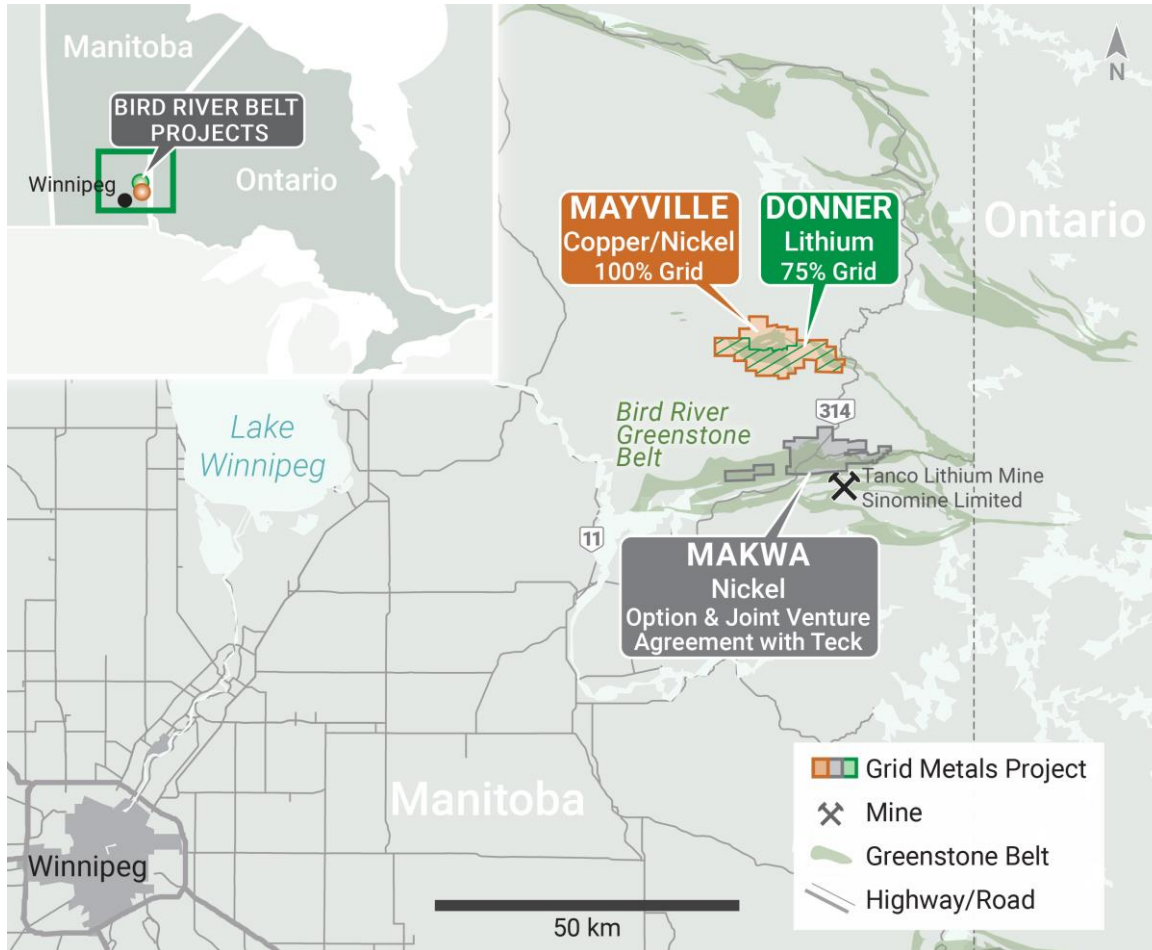 Manitoba
BIRD RIVER BELT
PROJECTS
Winnipeg
Ontario
N
MAYVILLE
Copper/Nickel
100% Grid
DONNER
Lithium
75% Grid
Ontario
Lake
Winnipeg
Bird River
Greenstone
Belt
314
Tanco Lithium Mine
Sinomine Limited
11
MAKWA
Nickel
Option & Joint Venture
Agreement with Teck
Manitoba
Winnipeg
50 km
Grid Metals Project
Mine
Greenstone Belt
Highway/Road